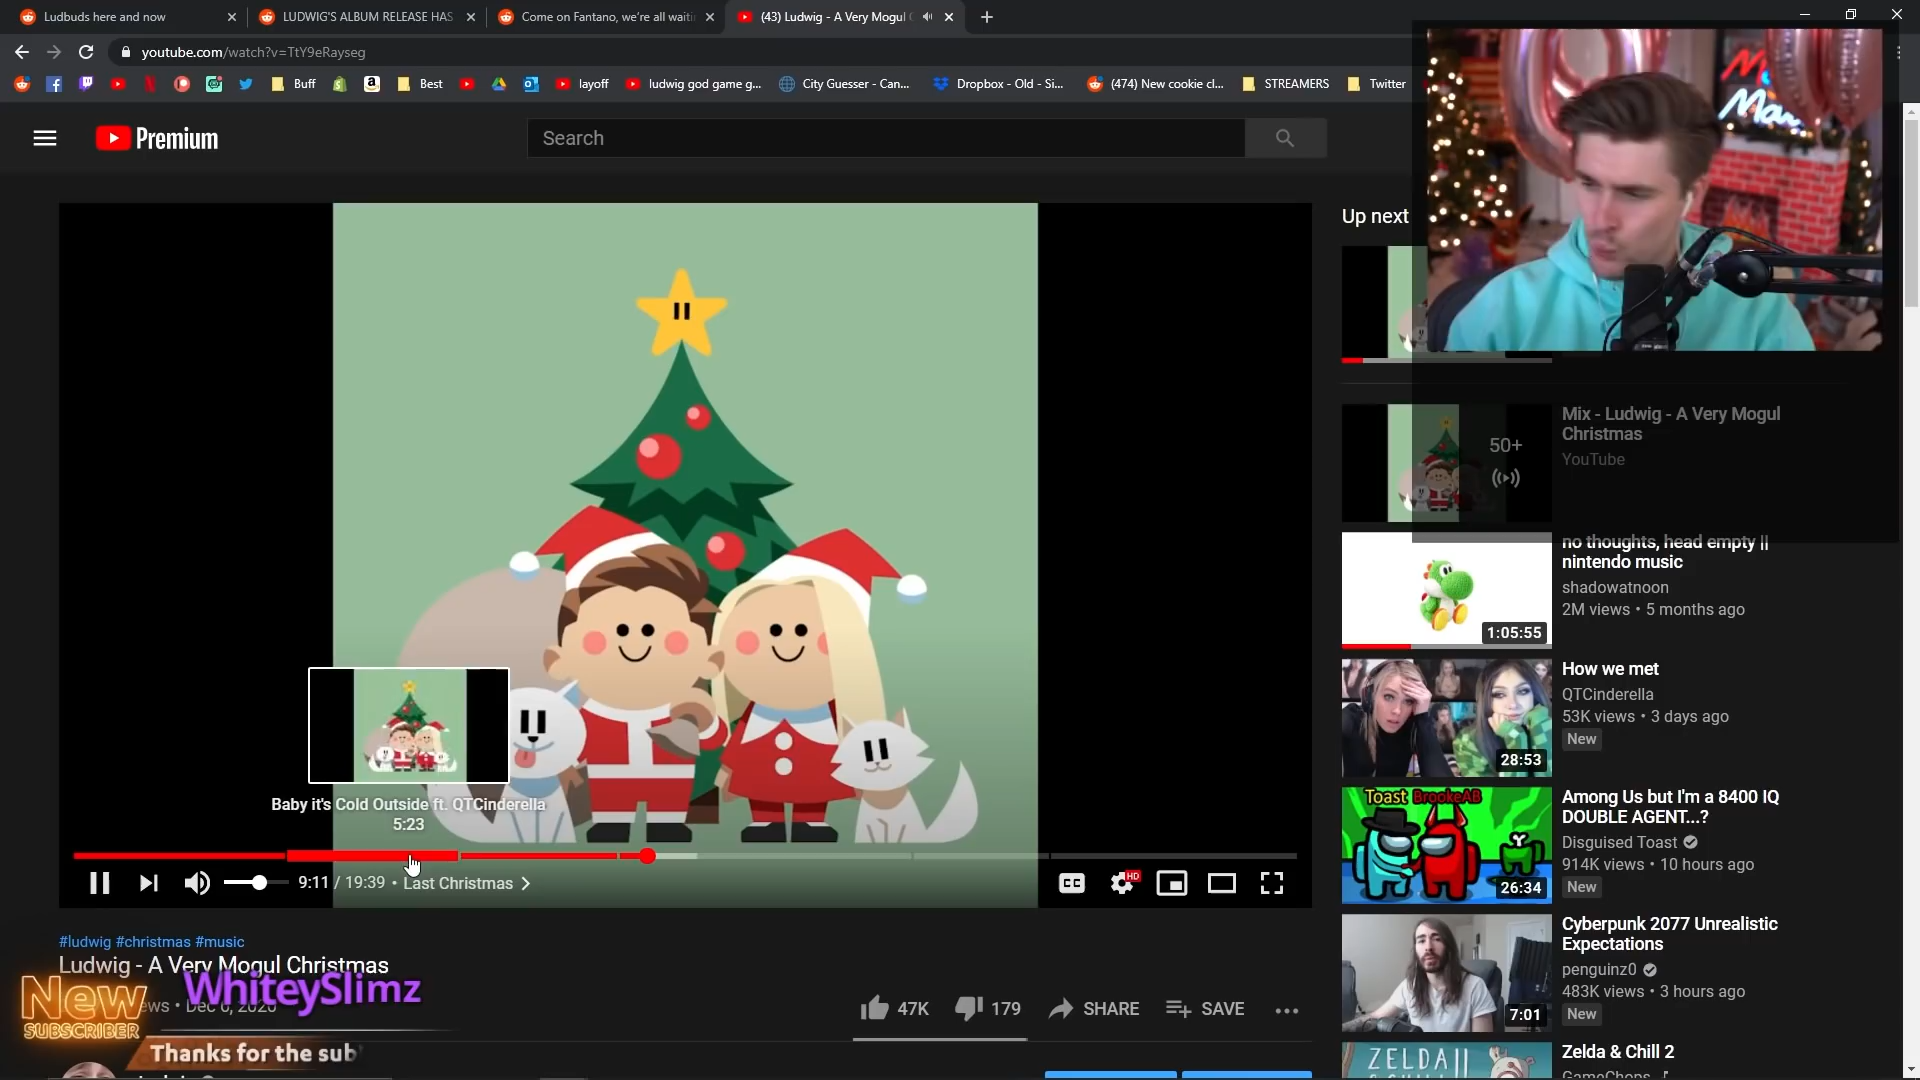 Ludbuds here and now
LUDWIG'S ALBUM RELEASE HAS
Come on Fantano, we're all waiti
(43) Ludwig - A Very Mogul
youtube.com/watch?v=TtY9eRayseg
Buff
Best
layoff
ludwig god game g...
City Guesser - Can...
Dropbox - Old - Si...
(474) New cookie cl...
STREAMERS
Twitter
Premium
Search
Up next
50+
Mix - Ludwig - A Very Mogul
Christmas
YouTube
no thoughts, head empty ||
nintendo music
shadowatnoon
2M views • 5 months ago
1:05:55
How we met
QTCinderella
53K views • 3 days ago
New
28:53
Toast BrookeAB
Among Us but I'm a 8400 IQ
DOUBLE AGENT...?
Disguised Toast
914K views • 10 hours ago
New
26:34
Cyberpunk 2077 Unrealistic
Expectations
penguinz0
483K views • 3 hours ago
New
7:01
ZELDA
Zelda & Chill 2
GameChops
Baby it's Cold Outside ft. QTCinderella
5:23
9:11 / 19:39 • Last Christmas
CC
HD
#ludwig #christmas #music
Ludwig - A Very Mogul Christmas
Dec 6, 2020
47K
179
SHARE
SAVE
New
SUBSCRIBER
WhiteySlimz
Thanks for the sub